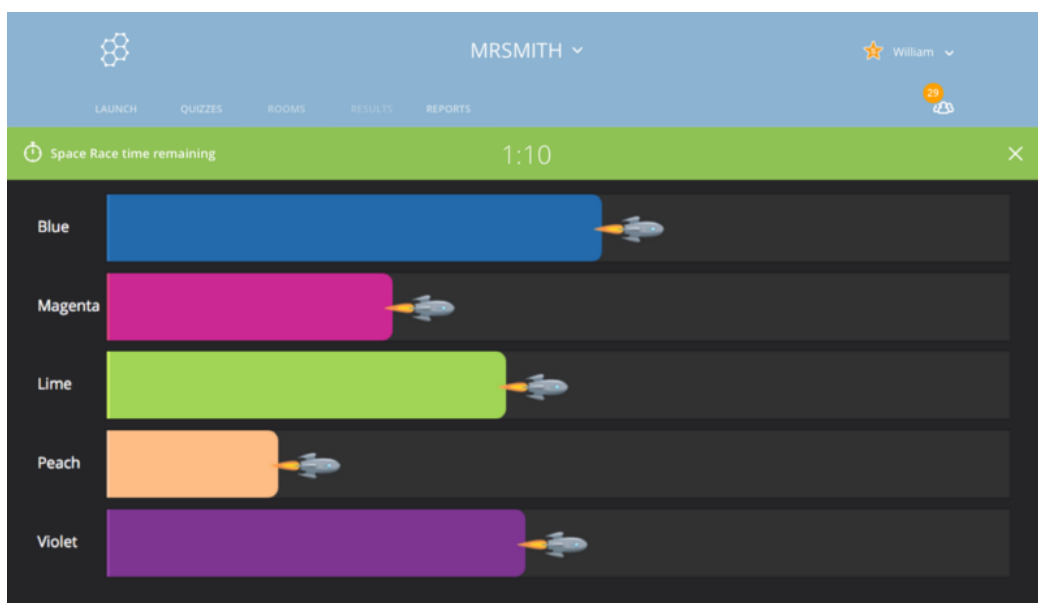 MRSMITH
William
LAUNCH QUIZZES ROOMS RESULTS REPORTS
29
Space Race time remaining 1:10
Blue
Magenta
Lime
Peach
Violet